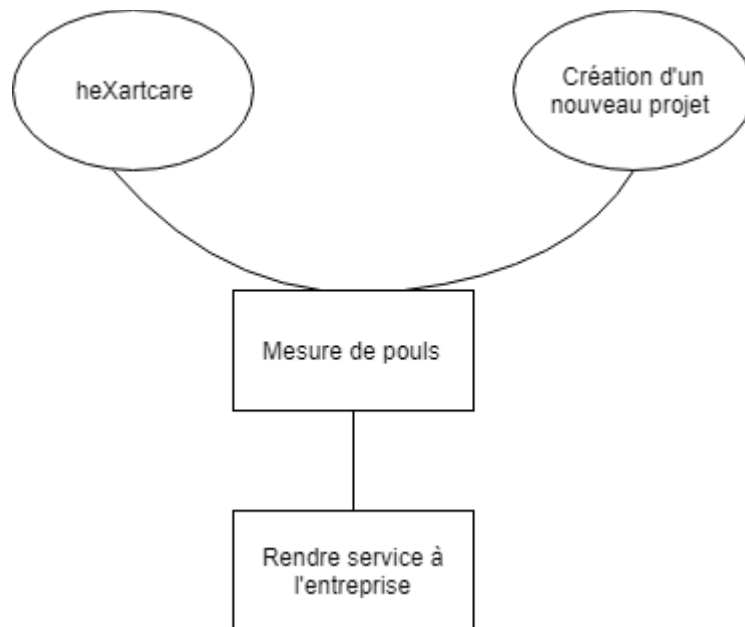 heXartcare
Création d'un
nouveau projet
Mesure de pouls
Rendre service à
l'entreprise